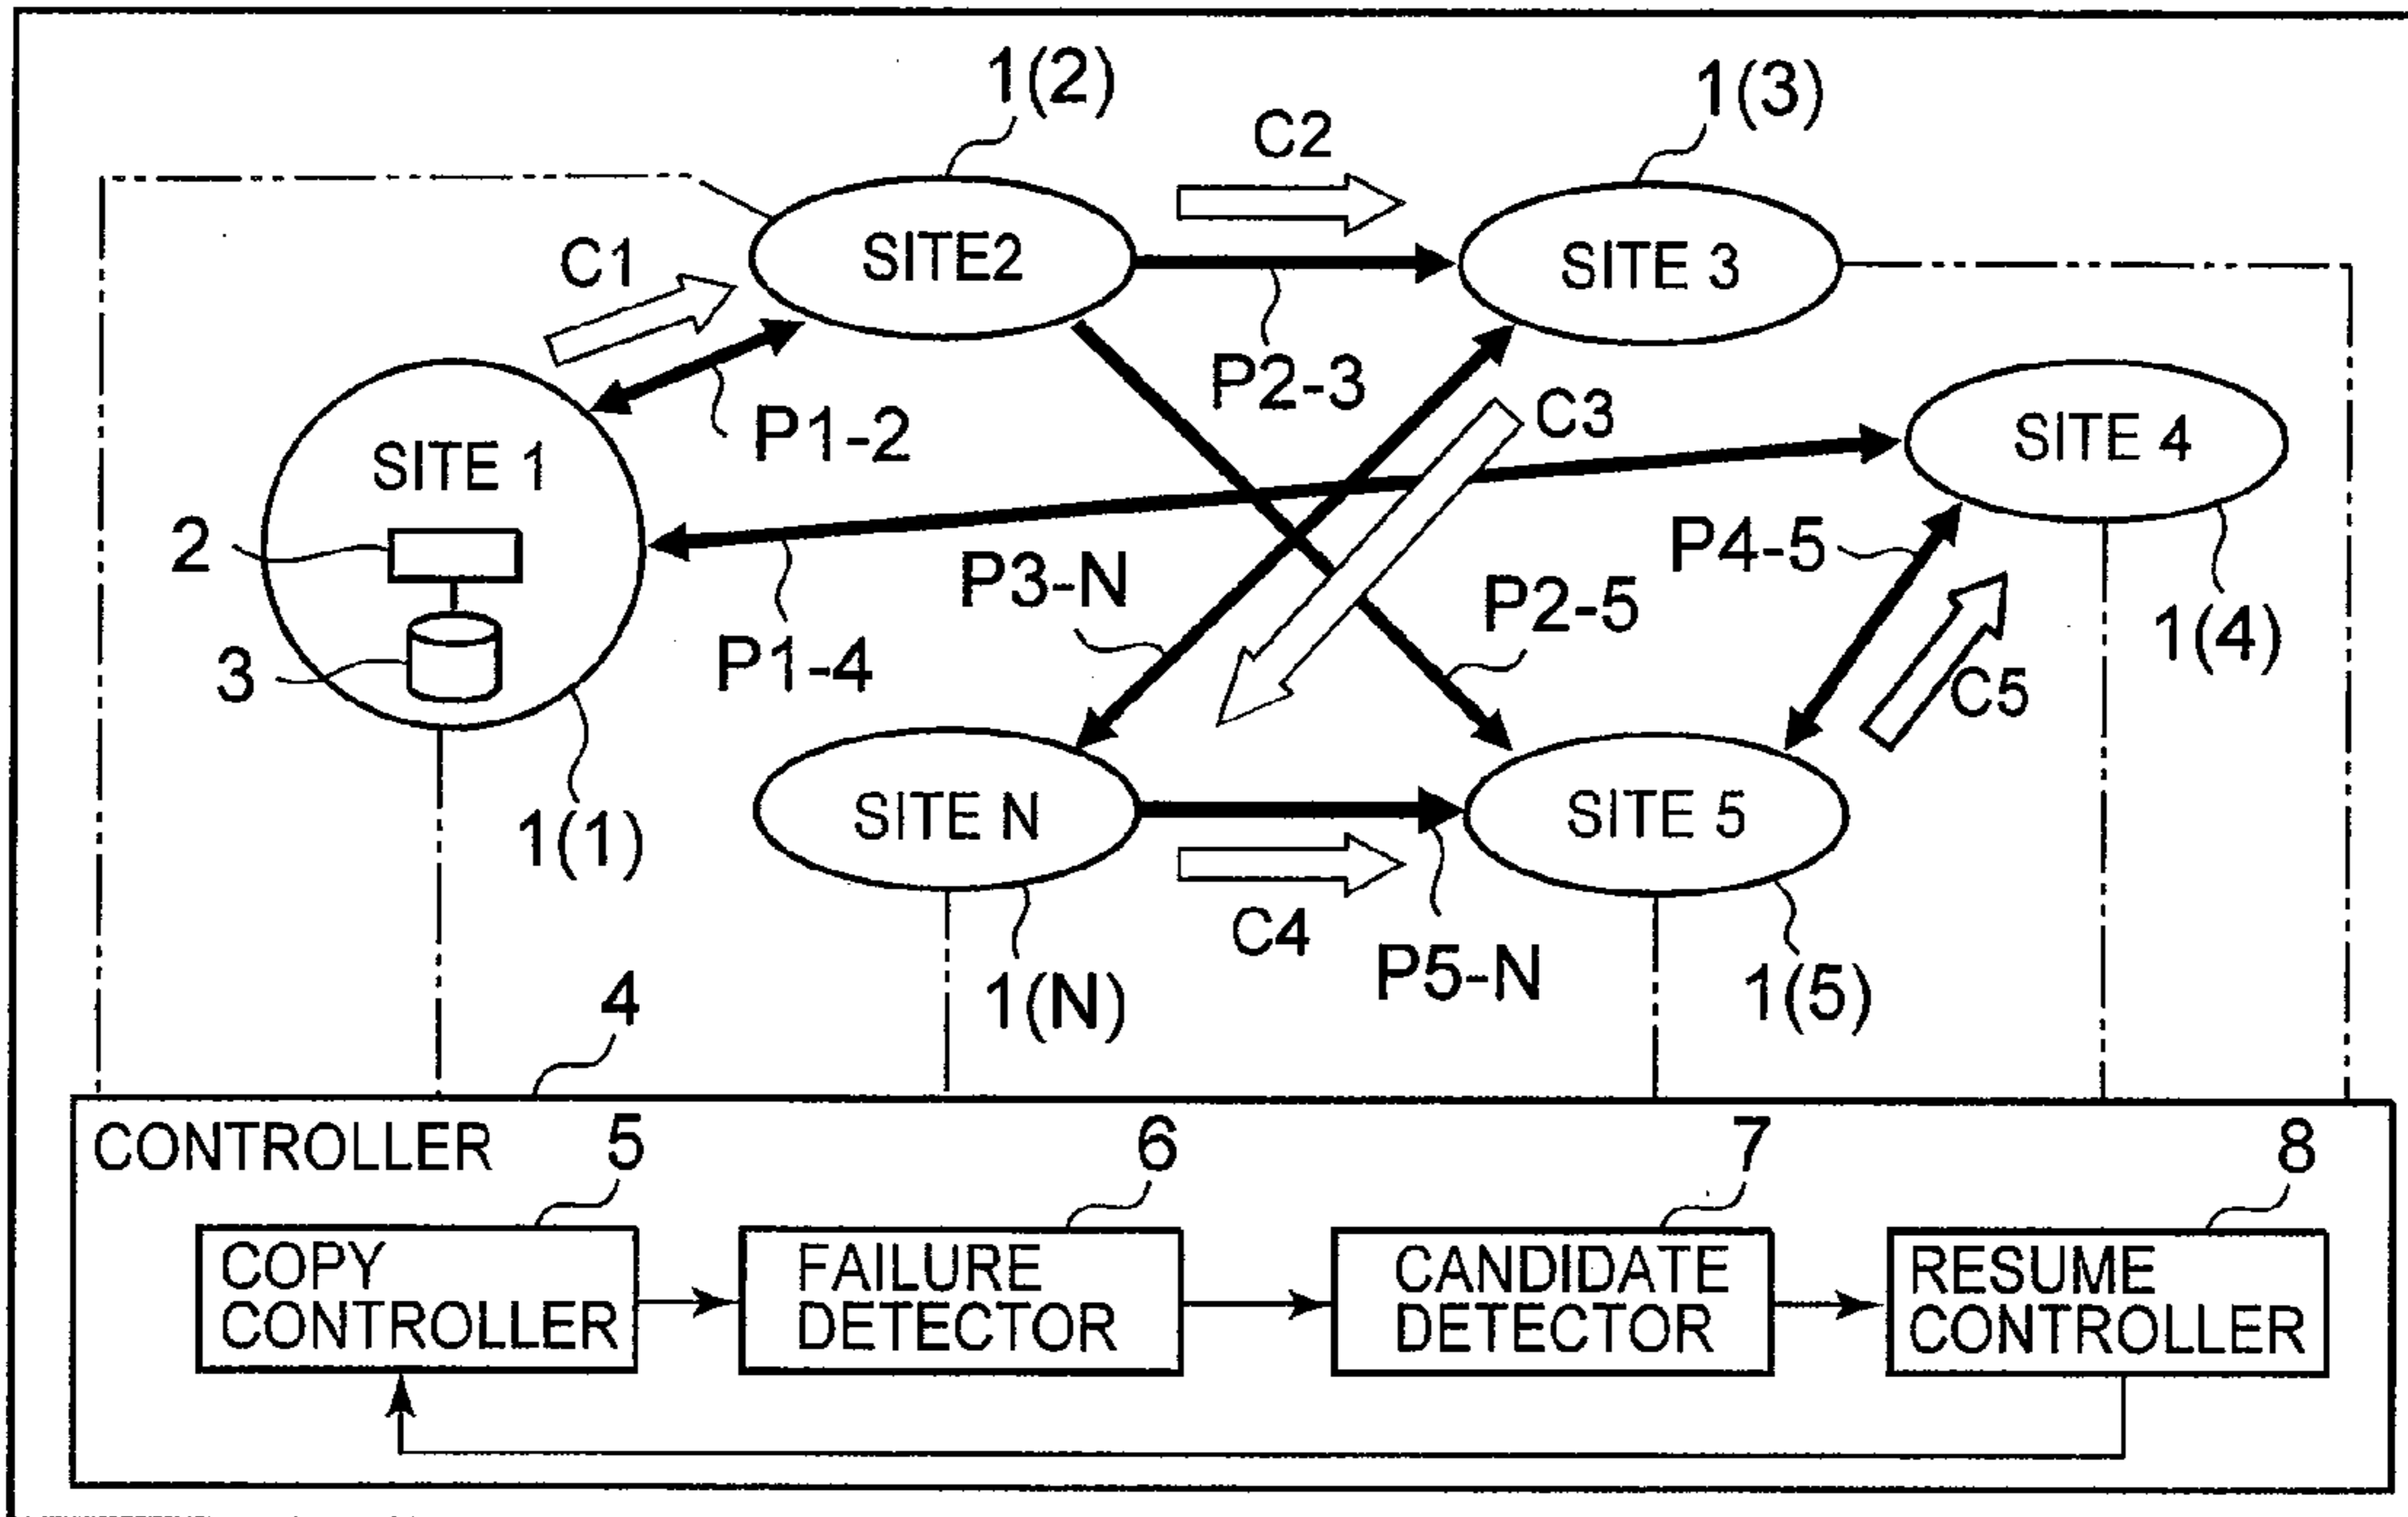 1(2)
1(3)
C2
C1
SITE2
SITE 3
P2-3
C3
P1-2
SITE 4
SITE 1
2
P3-N
P4-5
P2-5
1(4)
3
P1-4
C5
SITE N
SITE 5
1(1)
C4
P5-N
1(N)
1(5)
4
CONTROLLER
5
6
7
8
COPY
CONTROLLER
FAILURE
DETECTOR
CANDIDATE
DETECTOR
RESUME
CONTROLLER